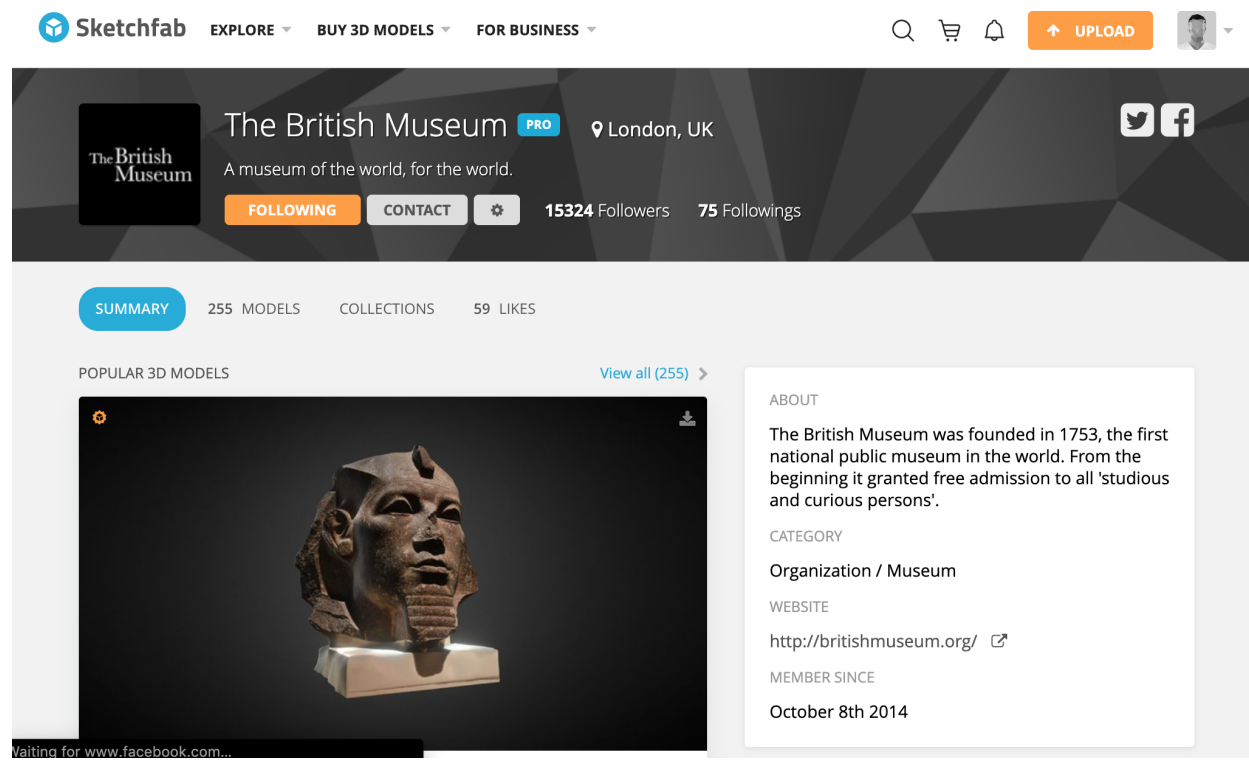 Sketchfab EXPLORE BUY 3D MODELS FOR BUSINESS UPLOAD
The British Museum PRO London, UK
The British Museum
A museum of the world, for the world.
FOLLOWING CONTACT 15324 Followers 75 Followings
SUMMARY 255 MODELS COLLECTIONS 59 LIKES
POPULAR 3D MODELS View all (255)
ABOUT
The British Museum was founded in 1753, the first
national public museum in the world. From the
beginning it granted free admission to all 'studious
and curious persons'.
CATEGORY
Organization / Museum
WEBSITE
http://britishmuseum.org/
MEMBER SINCE
October 8th 2014
Waiting for www.facebook.com...